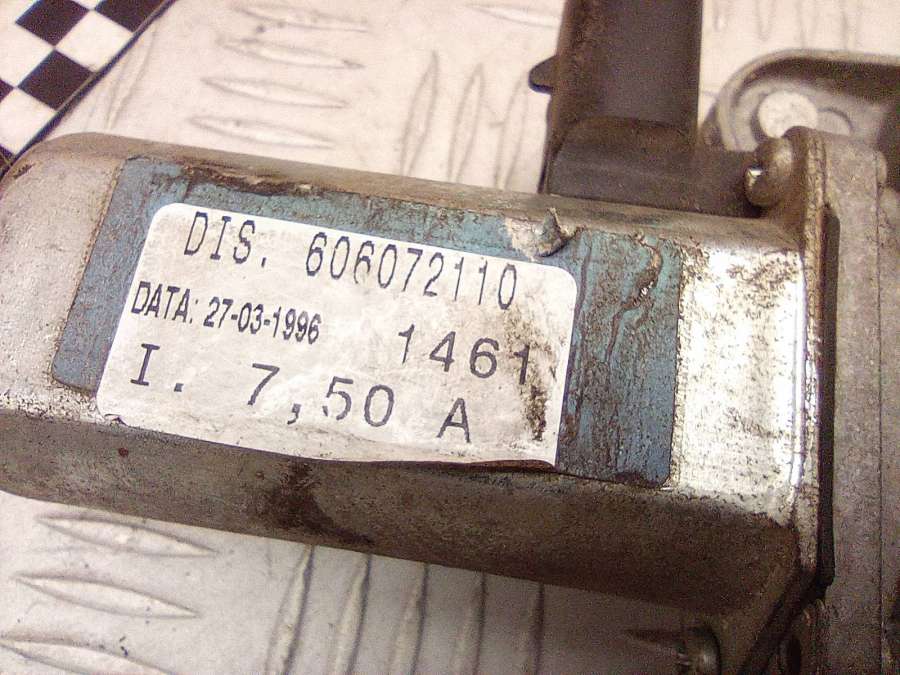 DIS. 606072110
DATA: 27-03-1996 1461
I. 7,50 A